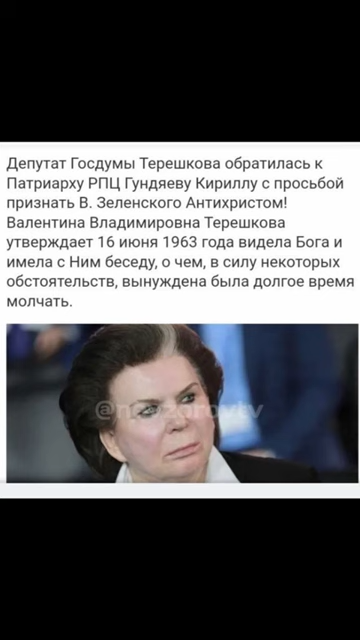 Депутат Госдумы Терешкова обратилась к
Патриарху РПЦ Гундяеву Кириллу с просьбой
признать В. Зеленского Антихристом!
Валентина Владимировна Терешкова
утверждает 16 июня 1963 года видела Бога и
имела с Ним беседу, о чем, в силу некоторых
обстоятельств, вынуждена была долгое время
молчать.